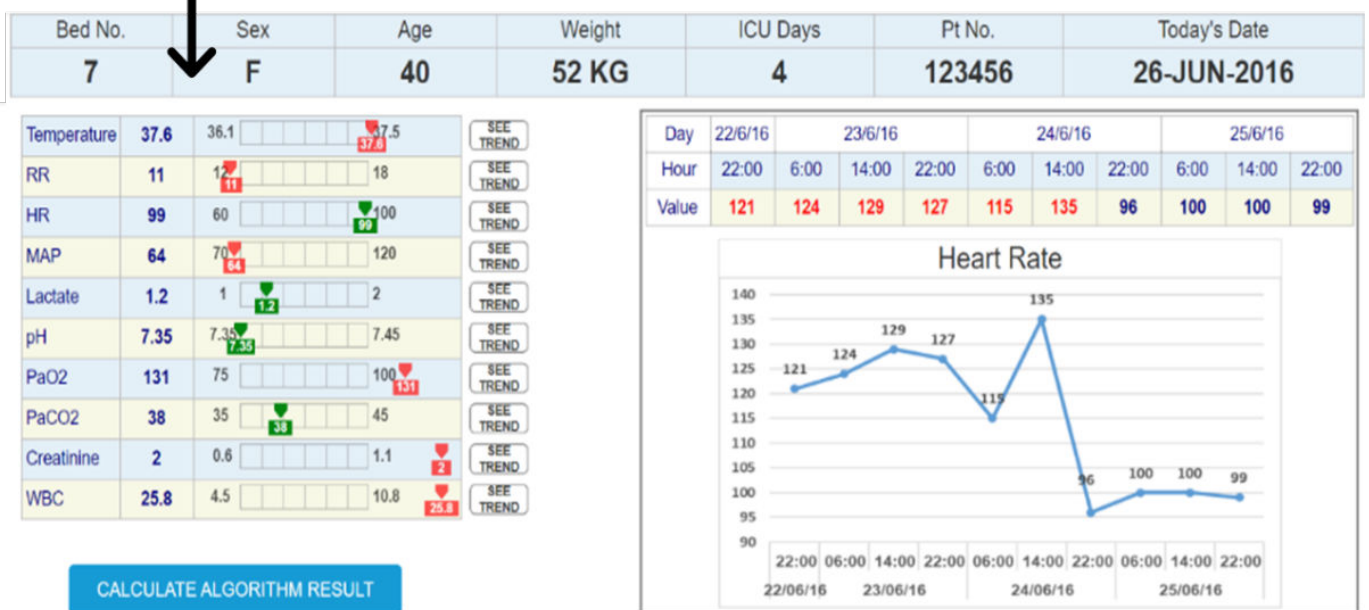 Bed No. Sex Age Weight ICU Days Pt No. Today's Date
7 F 40 52 KG 4 123456 26-JUN-2016
Temperature 37.6 36.1 37.5 37.6 SEE TREND
RR 11 12 18 11 SEE TREND
HR 99 60 100 99 SEE TREND
MAP 64 70 120 64 SEE TREND
Lactate 1.2 1 2 1.2 SEE TREND
pH 7.35 7.35 7.45 7.35 SEE TREND
PaO2 131 75 100 131 SEE TREND
PaCO2 38 35 45 38 SEE TREND
Creatinine 2 0.6 1.1 2 SEE TREND
WBC 25.8 4.5 10.8 25.8 SEE TREND
CALCULATE ALGORITHM RESULT
Day 22/6/16 23/6/16 24/6/16 25/6/16
Hour 22:00 6:00 14:00 22:00 6:00 14:00 22:00 6:00 14:00 22:00
Value 121 124 129 127 115 135 96 100 100 99
Heart Rate
140
135
130
125
120
115
110
105
100
95
90
121 124 129 127 115 135 96 100 100 99
22:00 06:00 14:00 22:00 06:00 14:00 22:00 06:00 14:00 22:00
22/06/16 23/06/16 24/06/16 25/06/16